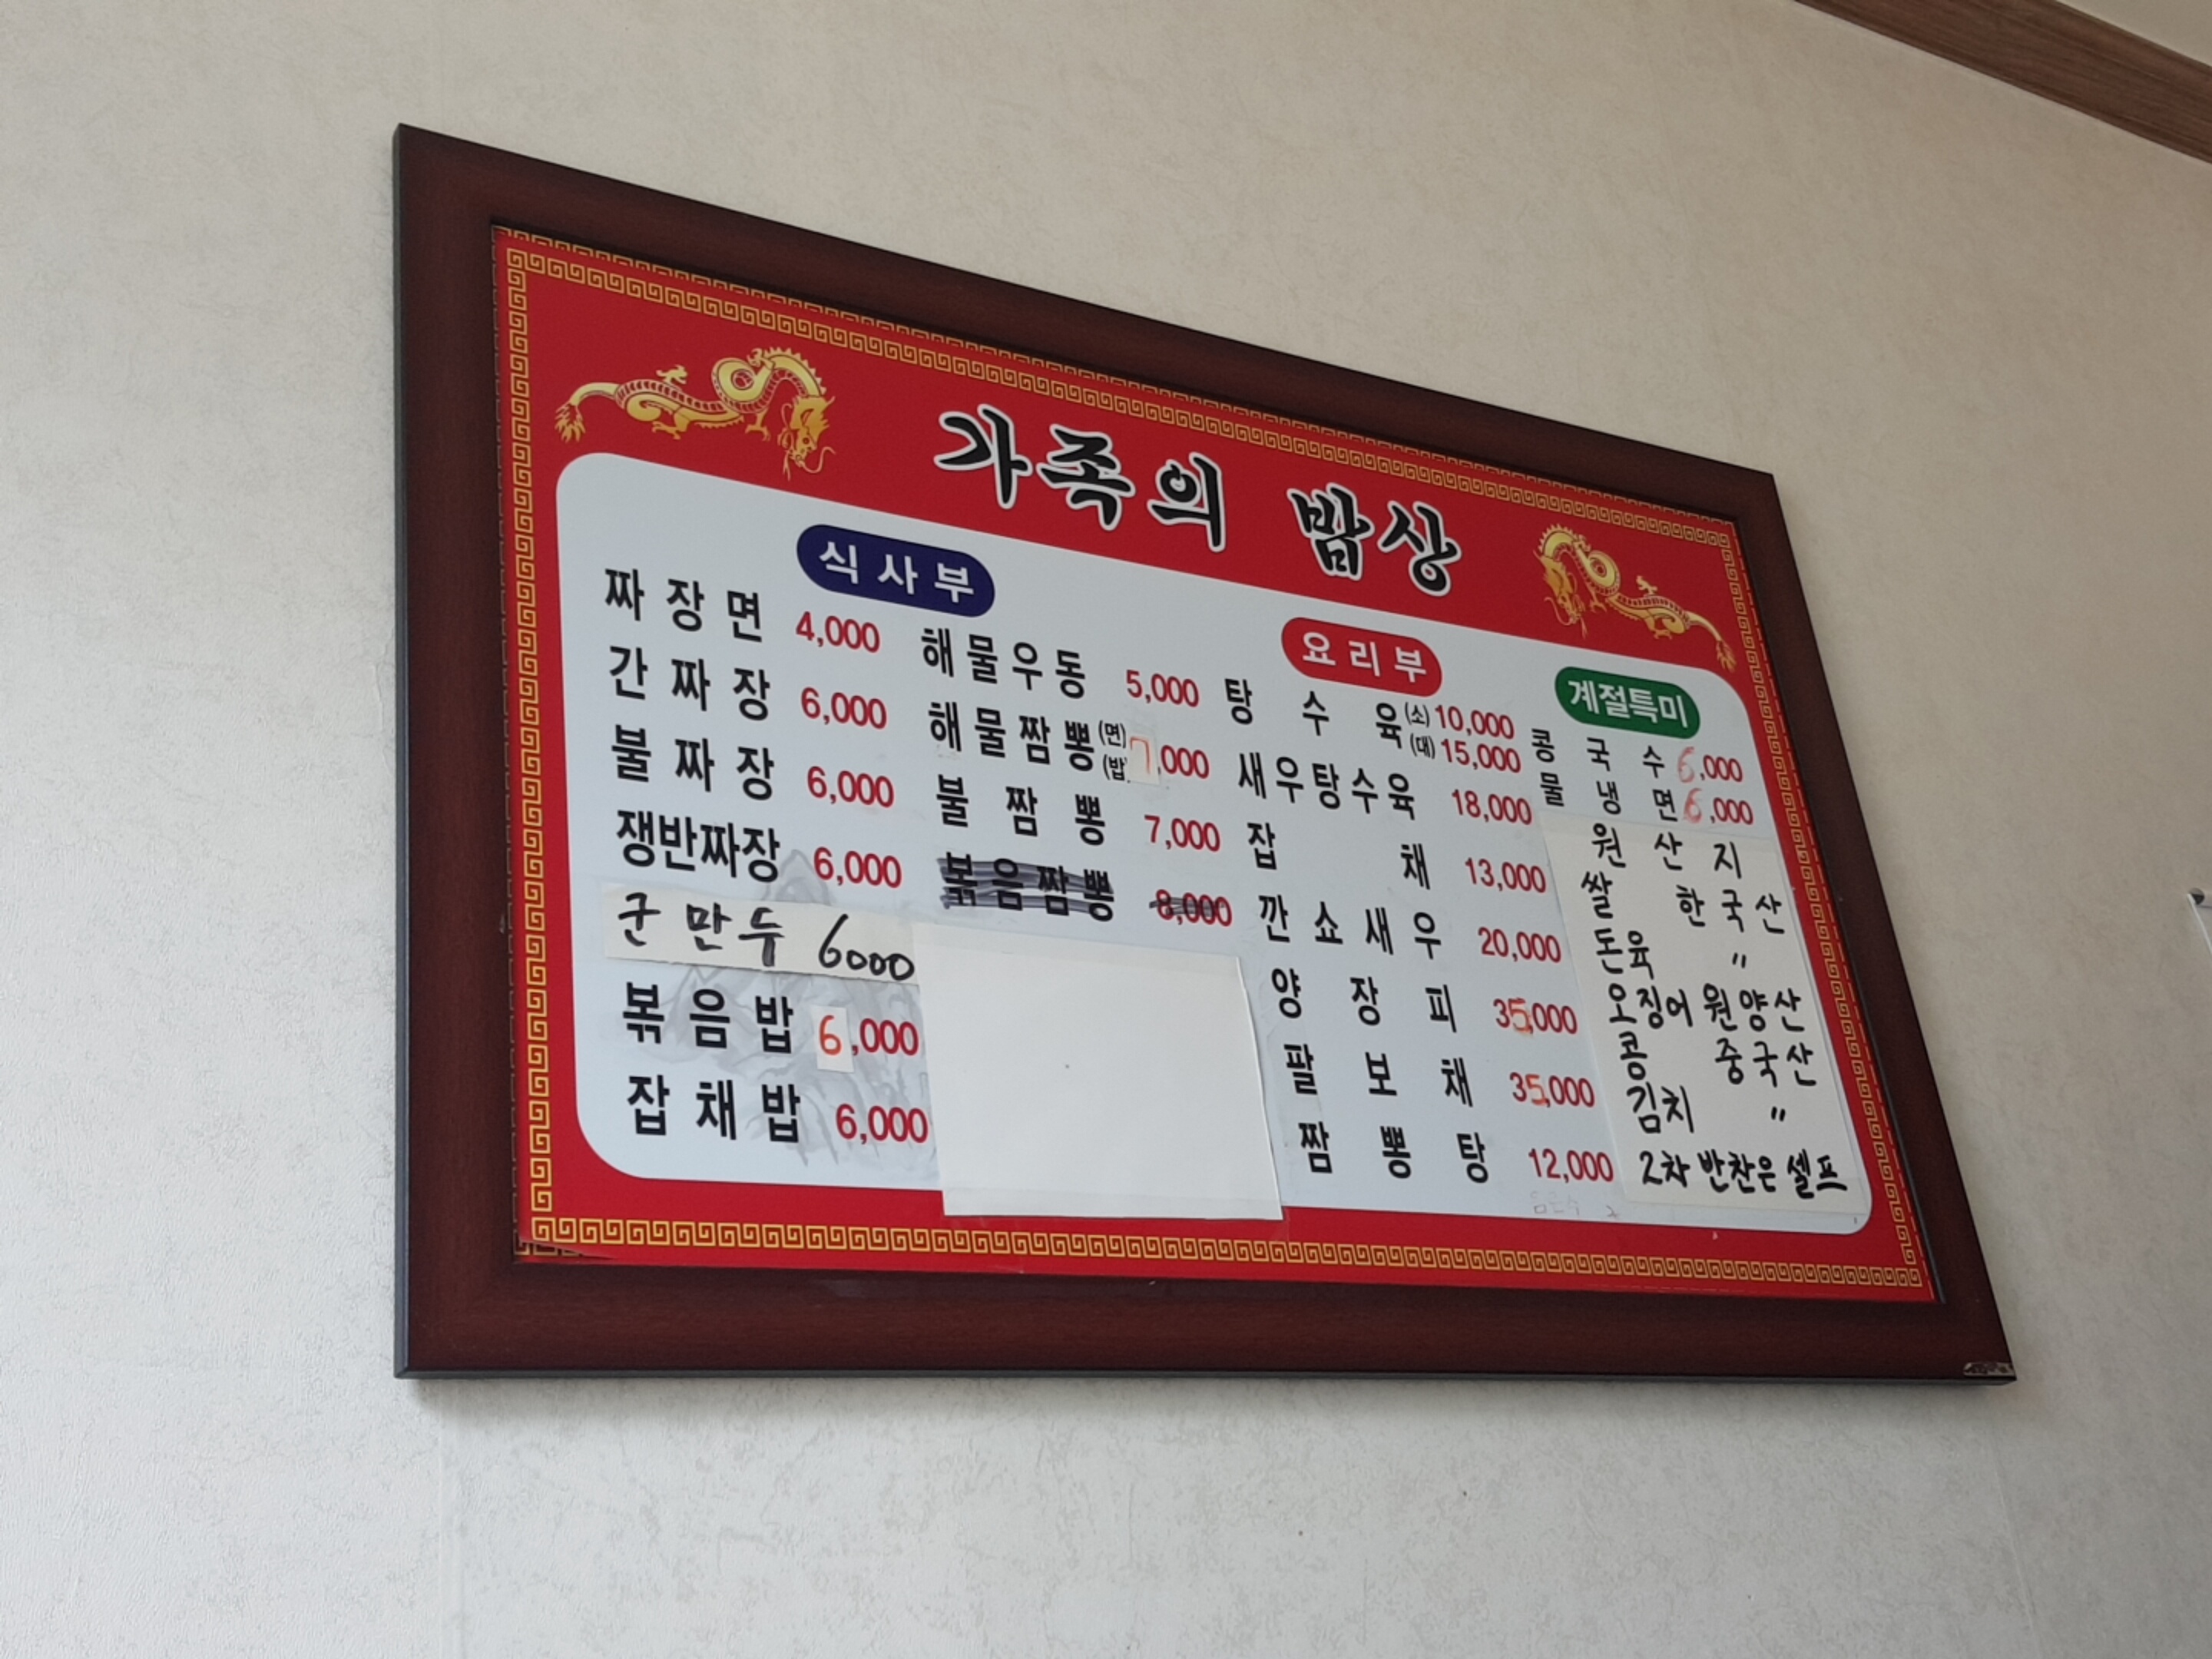 가족의 밥상
식사부
짜장면 4,000
간짜장 6,000
불짜장 6,000
쟁반짜장 6,000
군만두 6000
볶음밥 6,000
잡채밥 6,000
해물우동 5,000
해물짬뽕 (면) (밥) 7,000
불짬뽕 7,000
볶음짬뽕 8,000
요리부
탕수육 (소) 10,000
(대) 15,000
새우탕수육 18,000
잡채 13,000
깐쇼새우 20,000
양장피 35,000
팔보채 35,000
짬뽕탕 12,000
계절특미
콩국수 6,000
물냉면 6,000
원산지
쌀 한국산
돈육 〃
오징어 원양산
콩 중국산
김치 〃
2차 반찬은 셀프